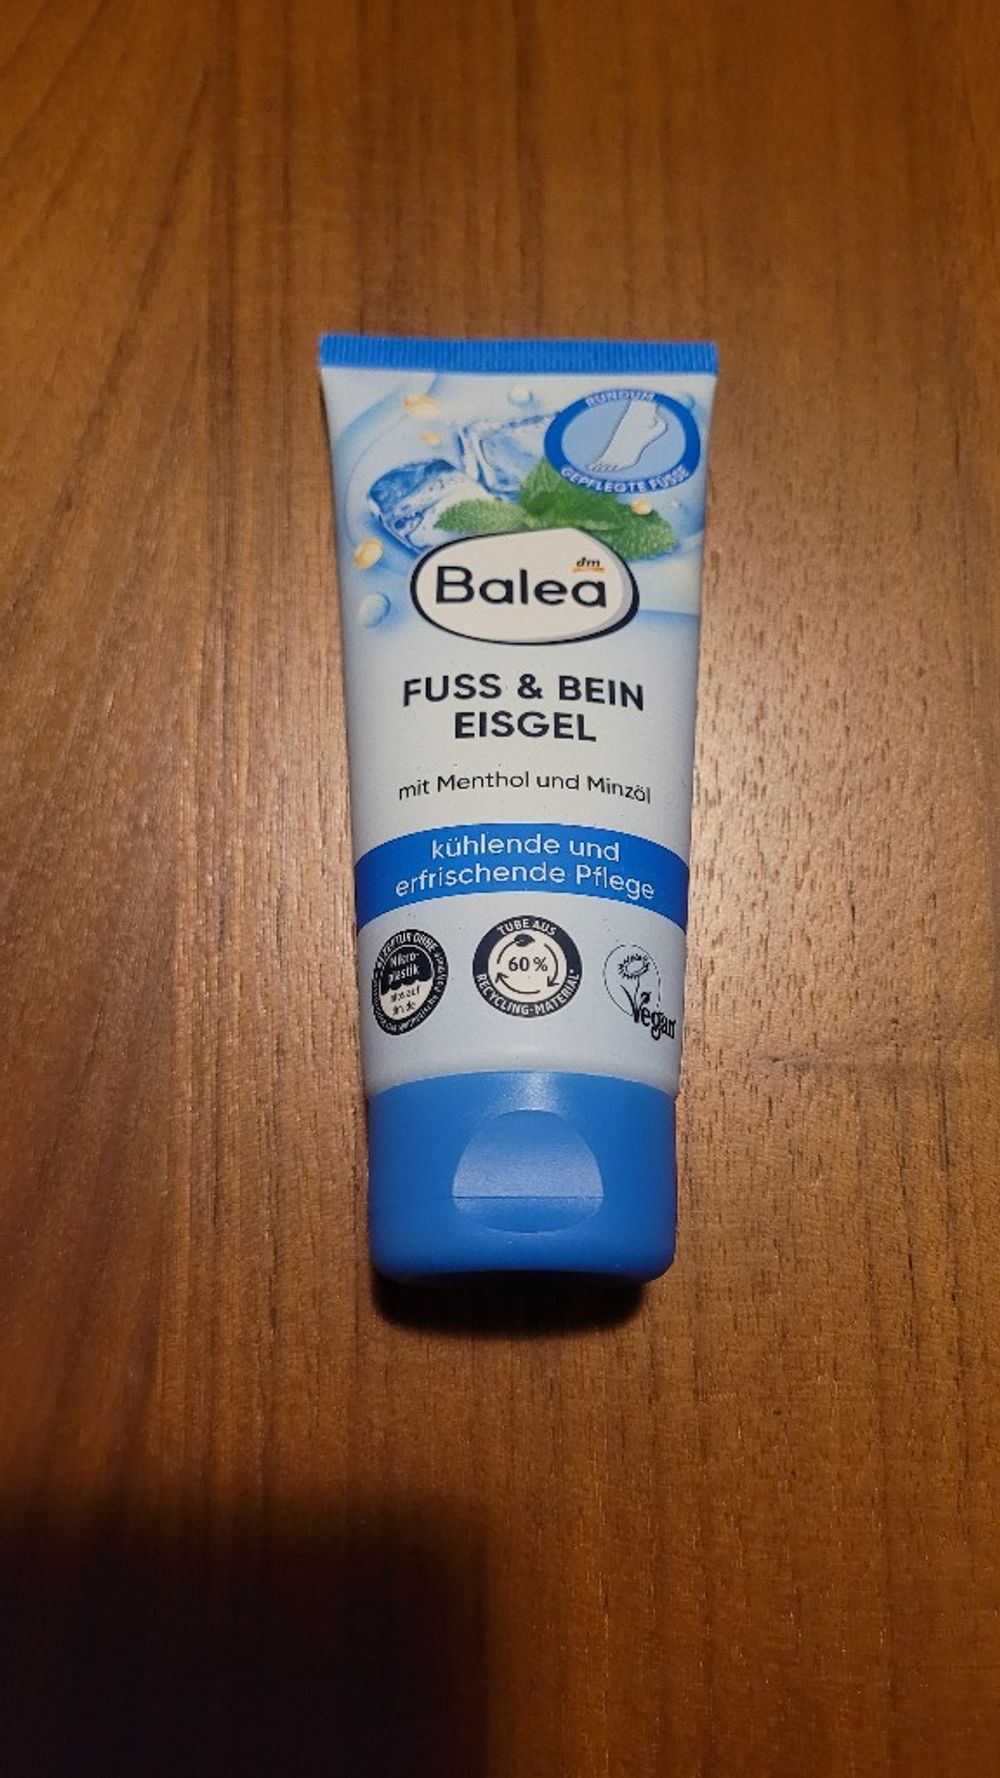 RUNDUM
GEPFLEGTE FÜSSE
dm
Balea
FUSS & BEIN
EISGEL
mit Menthol und Minzöl
kühlende und
erfrischende Pflege
Mikro-
plastik
TUBE AUS
60 %
RECYCLING-MATERIAL*
Vegan